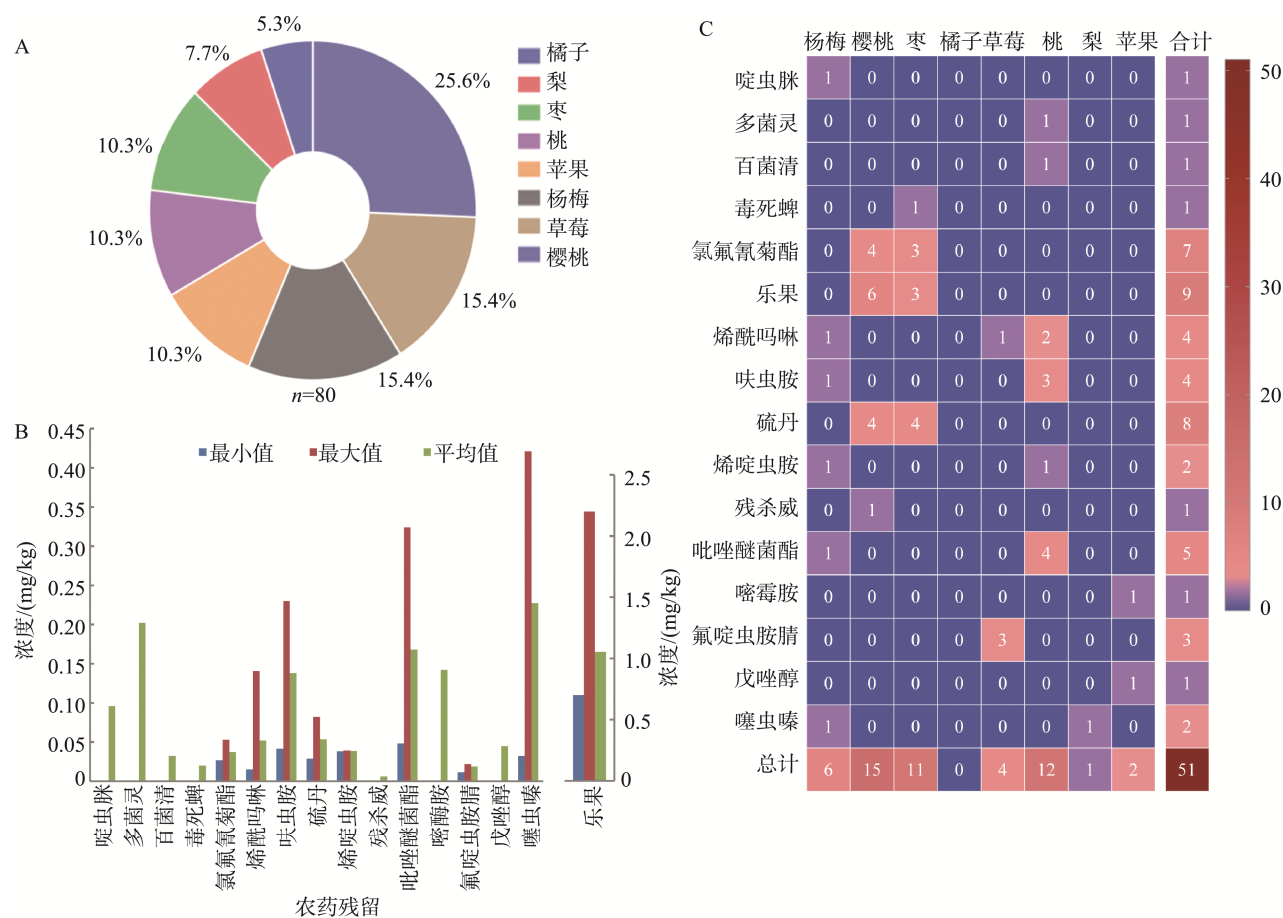 A
5.3%
7.7%
25.6%
10.3%
10.3%
10.3%
15.4%
15.4%
n=80
橘子
梨
枣
桃
苹果
杨梅
草莓
樱桃
B
最小值 最大值 平均值
浓度/(mg/kg)
0.45
0.40
0.35
0.30
0.25
0.20
0.15
0.10
0.05
0
2.5
2.0
1.5
1.0
0.5
0
浓度/(mg/kg)
啶虫脒
多菌灵
百菌清
毒死蜱
氯氟氰菊酯
烯酰吗啉
呋虫胺
硫丹
烯啶虫胺
残杀威
吡唑醚菌酯
嘧酶胺
氟啶虫胺腈
戊唑醇
噻虫嗪
乐果
农药残留
C
杨梅 樱桃 枣 橘子 草莓 桃 梨 苹果 合计
啶虫脒 1 0 0 0 0 0 0 0 1
多菌灵 0 0 0 0 0 1 0 0 1
百菌清 0 0 0 0 0 1 0 0 1
毒死蜱 0 0 1 0 0 0 0 0 1
氯氟氰菊酯 0 4 3 0 0 0 0 0 7
乐果 0 6 3 0 0 0 0 0 9
烯酰吗啉 1 0 0 0 1 2 0 0 4
呋虫胺 1 0 0 0 0 3 0 0 4
硫丹 0 4 4 0 0 0 0 0 8
烯啶虫胺 1 0 0 0 0 1 0 0 2
残杀威 0 1 0 0 0 0 0 0 1
吡唑醚菌酯 1 0 0 0 0 4 0 0 5
嘧霉胺 0 0 0 0 0 0 0 1 1
氟啶虫胺腈 0 0 0 0 3 0 0 0 3
戊唑醇 0 0 0 0 0 0 0 1 1
噻虫嗪 1 0 0 0 0 0 1 0 2
总计 6 15 11 0 4 12 1 2 51
50
40
30
20
10
0